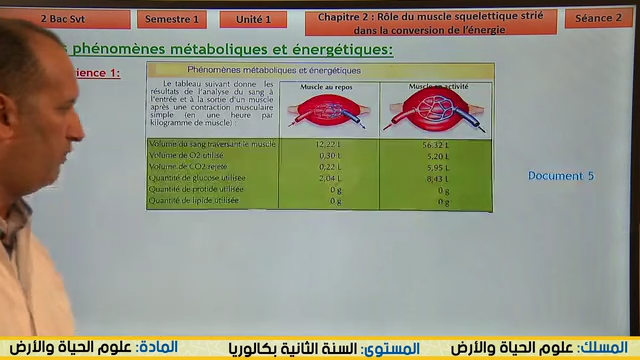 2 Bac Svt
Semestre 1
Unité 1
Chapitre 2 : Rôle du muscle squelettique strié
dans la conversion de l'énergie
Séance 2
phénomènes métaboliques et énergétiques:
rience 1:
Phénomènes métaboliques et énergétiques
Le tableau suivant donne les
résultats de l'analyse du sang à
l'entrée et à la sortie d'un muscle
après une contraction musculaire
simple (en une heure par
kilogramme de muscle) :
Muscle au repos
Muscle en activité
Volume du sang traversant le muscle 12,22 L 56.32 L
Volume de O2 utilisé 0,30 L 5,20 L
Volume de CO2 rejeté 0,22 L 5,95 L
Quantité de glucose utilisée 2,04 L 8,43 L
Quantité de protide utilisée 0 g 0 g
Quantité de lipide utilisée 0 g 0 g
Document 5
المسلك: علوم الحياة والأرض المستوى: السنة الثانية بكالوريا المادة: علوم الحياة والأرض